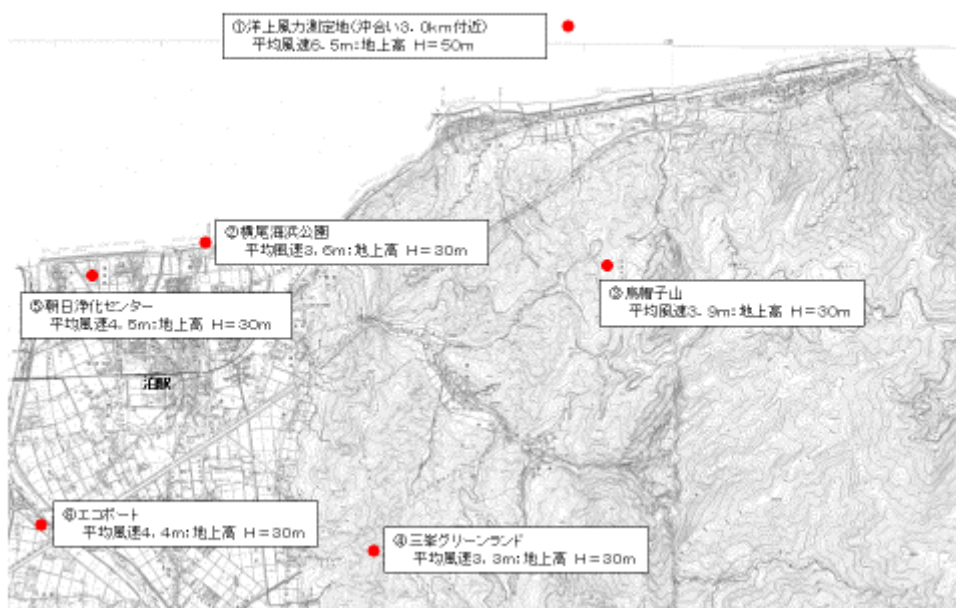 ①洋上風力測定地(沖合い3.0km付近)
平均風速6.5m:地上高 H=50m
②横尾海浜公園
平均風速3.6m:地上高 H=30m
③烏帽子山
平均風速3.9m:地上高 H=30m
⑤朝日浄化センター
平均風速4.5m:地上高 H=30m
泊駅
⑥エコポート
平均風速4.4m:地上高 H=30m
④三峯グリーンランド
平均風速3.3m:地上高 H=30m